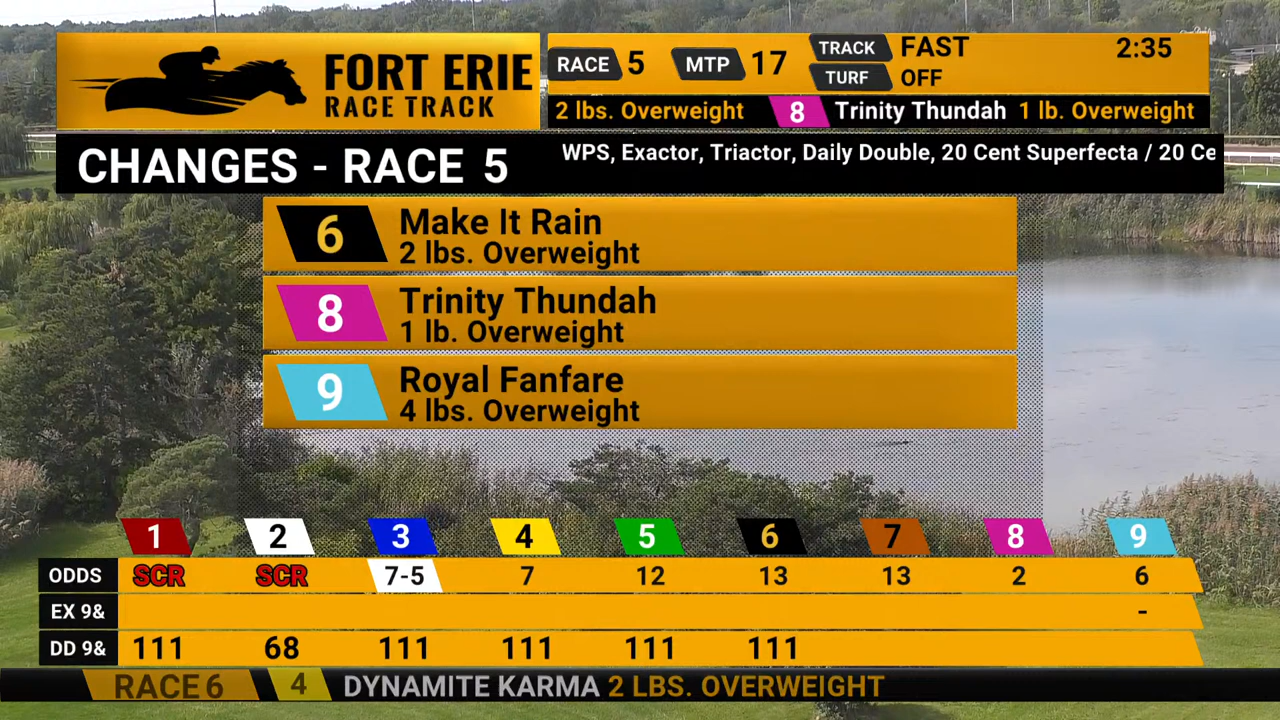 FORT ERIE
RACE TRACK
RACE 5 MTP 17 TRACK FAST 2:35
TURF OFF
2 lbs. Overweight 8 Trinity Thundah 1 lb. Overweight
CHANGES - RACE 5
WPS, Exactor, Triactor, Daily Double, 20 Cent Superfecta / 20 Ce
6 Make It Rain
2 lbs. Overweight
8 Trinity Thundah
1 lb. Overweight
9 Royal Fanfare
4 lbs. Overweight
1 2 3 4 5 6 7 8 9
ODDS SCR SCR 7-5 7 12 13 13 2 6
EX 9& -
DD 9& 111 68 111 111 111 111
RACE 6 4 DYNAMITE KARMA 2 LBS. OVERWEIGHT